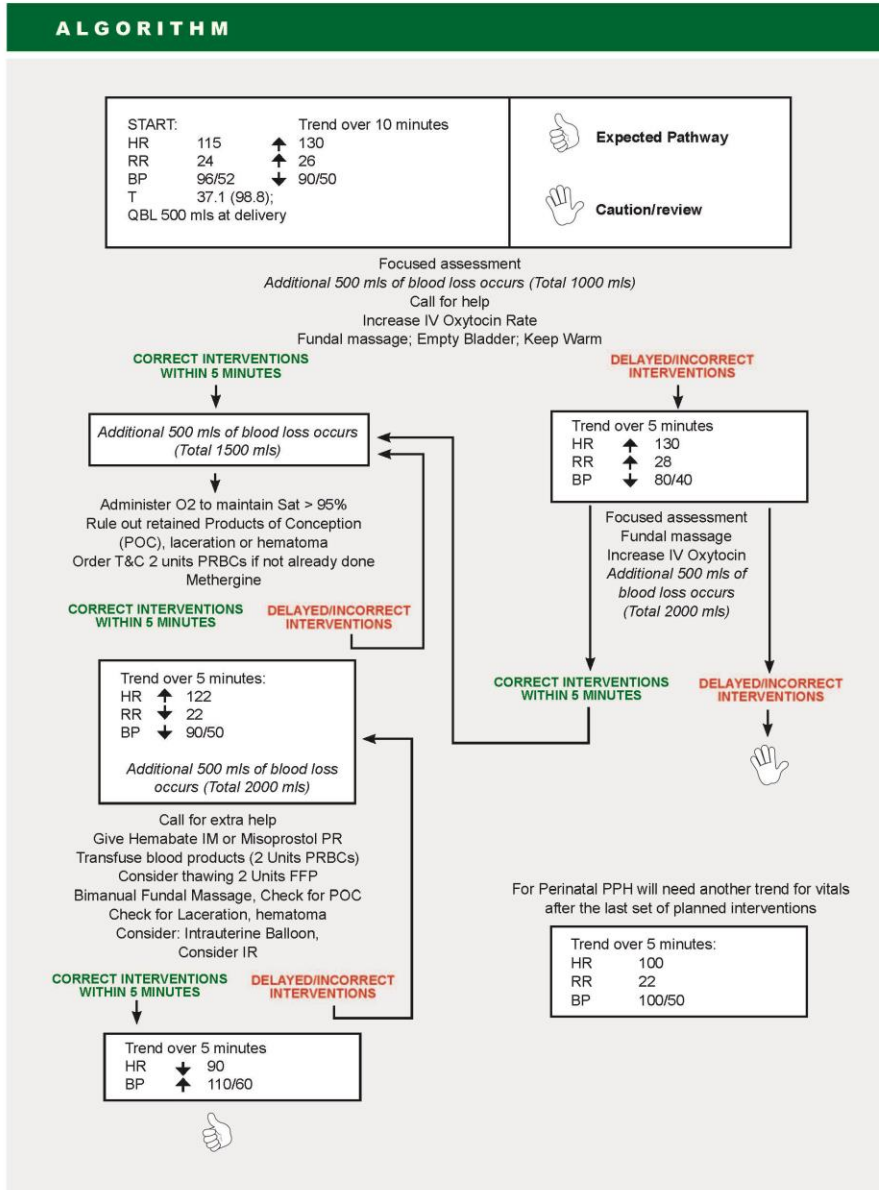 ALGORITHM
START: Trend over 10 minutes
HR 115 ↑ 130
RR 24 ↑ 26
BP 96/52 ↓ 90/50
T 37.1 (98.8);
QBL 500 mls at delivery
Expected Pathway
Caution/review
Focused assessment
Additional 500 mls of blood loss occurs (Total 1000 mls)
Call for help
Increase IV Oxytocin Rate
Fundal massage; Empty Bladder; Keep Warm
CORRECT INTERVENTIONS
WITHIN 5 MINUTES
Additional 500 mls of blood loss occurs
(Total 1500 mls)
Administer O2 to maintain Sat > 95%
Rule out retained Products of Conception
(POC), laceration or hematoma
Order T&C 2 units PRBCs if not already done
Methergine
CORRECT INTERVENTIONS
WITHIN 5 MINUTES
DELAYED/INCORRECT
INTERVENTIONS
Trend over 5 minutes:
HR ↑ 122
RR ↓ 22
BP ↓ 90/50
Additional 500 mls of blood loss
occurs (Total 2000 mls)
Call for extra help
Give Hemabate IM or Misoprostol PR
Transfuse blood products (2 Units PRBCs)
Consider thawing 2 Units FFP
Bimanual Fundal Massage, Check for POC
Check for Laceration, hematoma
Consider: Intrauterine Balloon,
Consider IR
CORRECT INTERVENTIONS
WITHIN 5 MINUTES
DELAYED/INCORRECT
INTERVENTIONS
Trend over 5 minutes
HR ↓ 90
BP ↑ 110/60
DELAYED/INCORRECT
INTERVENTIONS
Trend over 5 minutes
HR ↑ 130
RR ↑ 28
BP ↓ 80/40
Focused assessment
Fundal massage
Increase IV Oxytocin
Additional 500 mls of
blood loss occurs
(Total 2000 mls)
CORRECT INTERVENTIONS
WITHIN 5 MINUTES
DELAYED/INCORRECT
INTERVENTIONS
For Perinatal PPH will need another trend for vitals
after the last set of planned interventions
Trend over 5 minutes:
HR 100
RR 22
BP 100/50